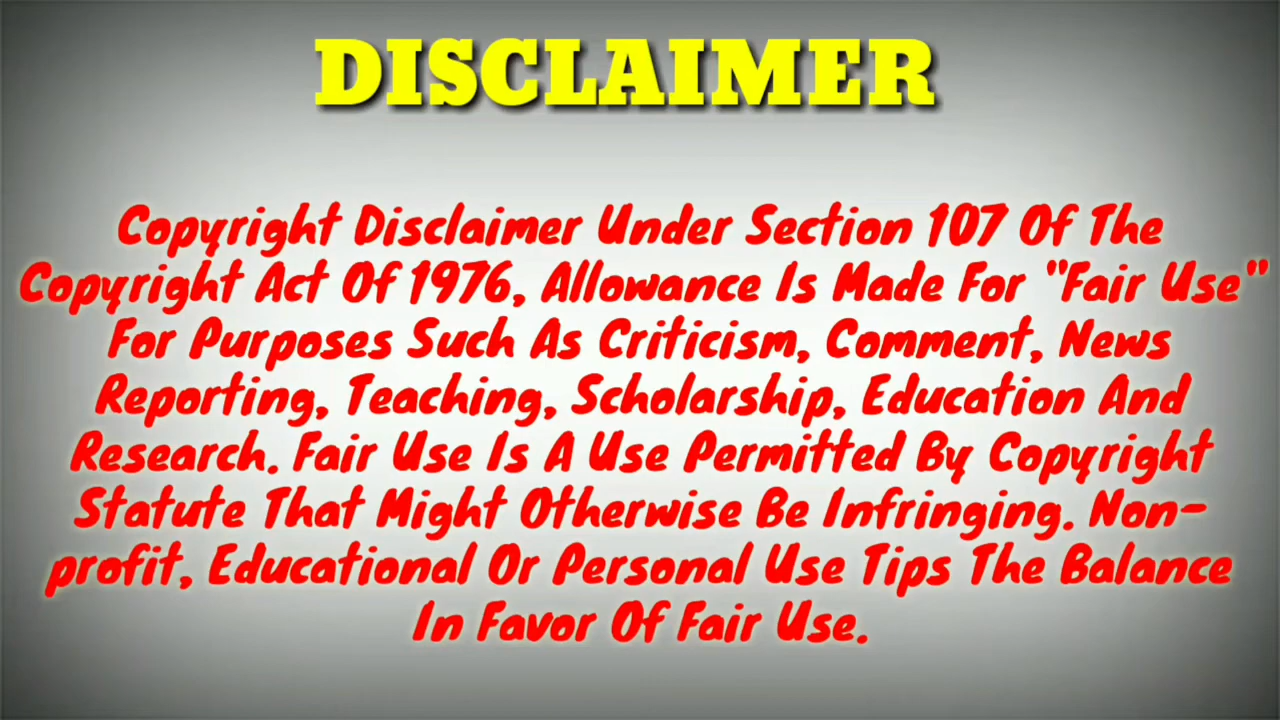 DISCLAIMER
Copyright Disclaimer Under Section 107 Of The
Copyright Act Of 1976, Allowance Is Made For "Fair Use"
For Purposes Such As Criticism, Comment, News
Reporting, Teaching, Scholarship, Education And
Research. Fair Use Is A Use Permitted By Copyright
Statute That Might Otherwise Be Infringing. Non-
profit, Educational Or Personal Use Tips The Balance
In Favor Of Fair Use.